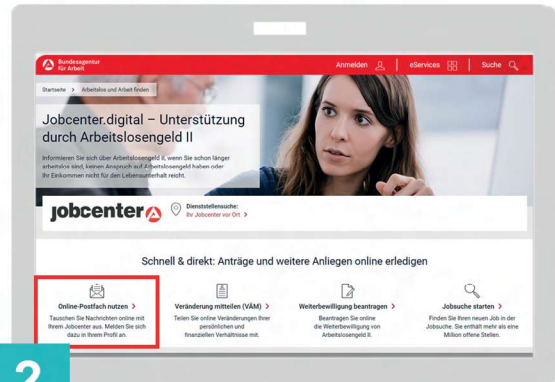 Bundesagentur
für Arbeit
Anmelden
eServices
Suche
Startseite > Arbeitslos und Arbeit finden
Jobcenter.digital – Unterstützung
durch Arbeitslosengeld II
Informieren Sie sich über Arbeitslosengeld II, wenn Sie schon länger
arbeitslos sind, keinen Anspruch auf Arbeitslosengeld haben oder
Ihr Einkommen nicht für den Lebensunterhalt reicht.
jobcenter
Dienststellensuche:
Ihr Jobcenter vor Ort >
Schnell & direkt: Anträge und weitere Anliegen online erledigen
Online-Postfach nutzen >
Tauschen Sie Nachrichten online mit
Ihrem Jobcenter aus. Melden Sie sich
dazu in Ihrem Profil an.
Veränderung mitteilen (VÄM) >
Teilen Sie online Veränderungen Ihrer
persönlichen und
finanziellen Verhältnisse mit.
Weiterbewilligung beantragen >
Beantragen Sie online
die Weiterbewilligung von
Arbeitslosengeld II.
Jobsuche starten >
Finden Sie Ihren neuen Job in der
Jobsuche. Sie enthält mehr als eine
Million offene Stellen.
2